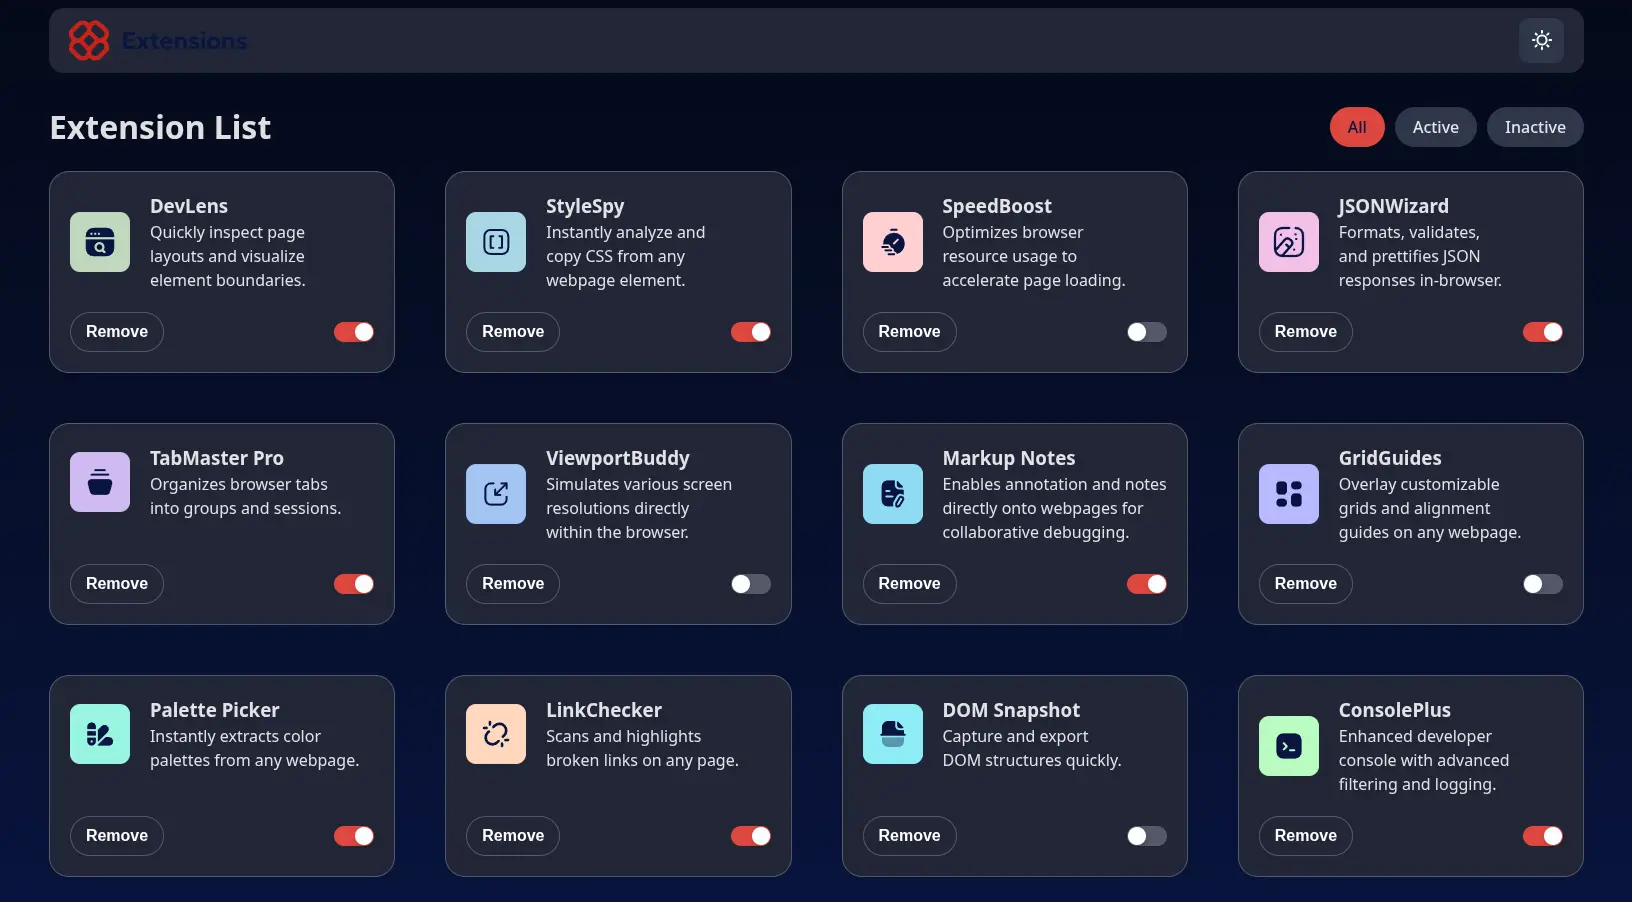 Extensions
Extension List
All
Active
Inactive
DevLens
Quickly inspect page
layouts and visualize
element boundaries.
Remove
StyleSpy
Instantly analyze and
copy CSS from any
webpage element.
Remove
SpeedBoost
Optimizes browser
resource usage to
accelerate page loading.
Remove
JSONWizard
Formats, validates,
and prettifies JSON
responses in-browser.
Remove
TabMaster Pro
Organizes browser tabs
into groups and sessions.
Remove
ViewportBuddy
Simulates various screen
resolutions directly
within the browser.
Remove
Markup Notes
Enables annotation and notes
directly onto webpages for
collaborative debugging.
Remove
GridGuides
Overlay customizable
grids and alignment
guides on any webpage.
Remove
Palette Picker
Instantly extracts color
palettes from any webpage.
Remove
LinkChecker
Scans and highlights
broken links on any page.
Remove
DOM Snapshot
Capture and export
DOM structures quickly.
Remove
ConsolePlus
Enhanced developer
console with advanced
filtering and logging.
Remove